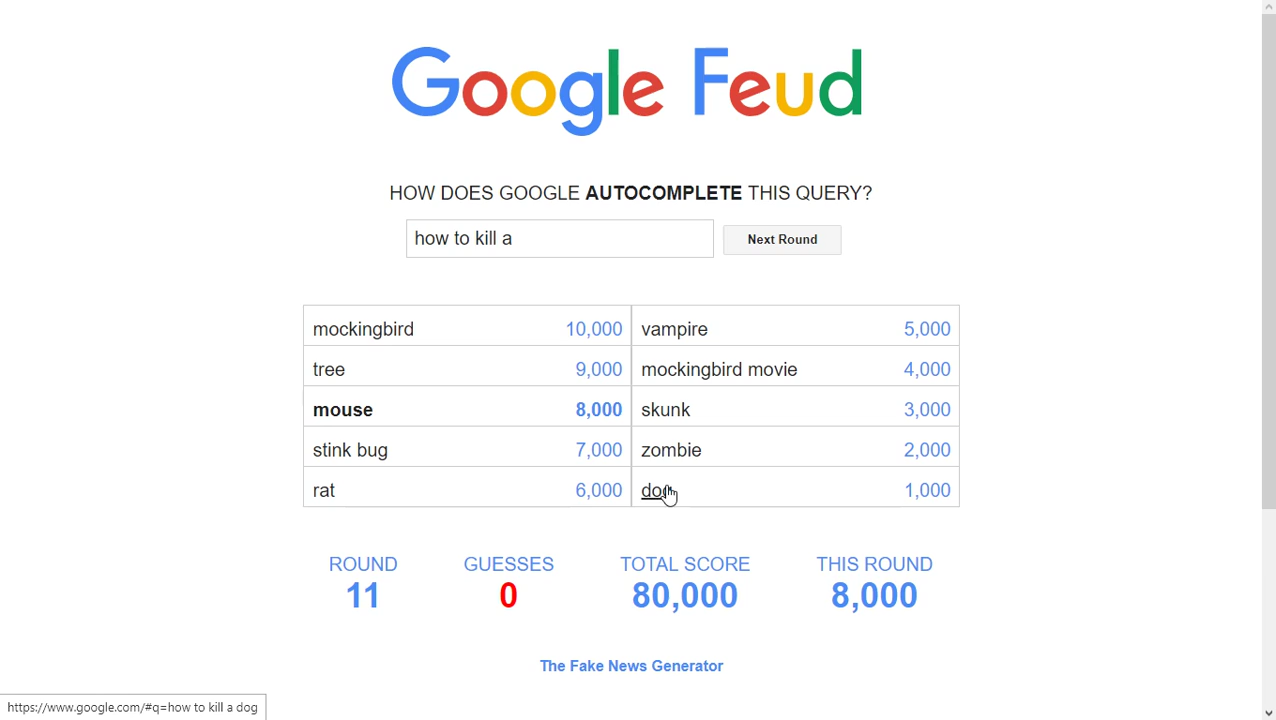 Google Feud
HOW DOES GOOGLE AUTOCOMPLETE THIS QUERY?
how to kill a
Next Round
mockingbird 10,000 vampire 5,000
tree 9,000 mockingbird movie 4,000
mouse 8,000 skunk 3,000
stink bug 7,000 zombie 2,000
rat 6,000 dog 1,000
ROUND GUESSES TOTAL SCORE THIS ROUND
11 0 80,000 8,000
The Fake News Generator
https://www.google.com/#q=how to kill a dog